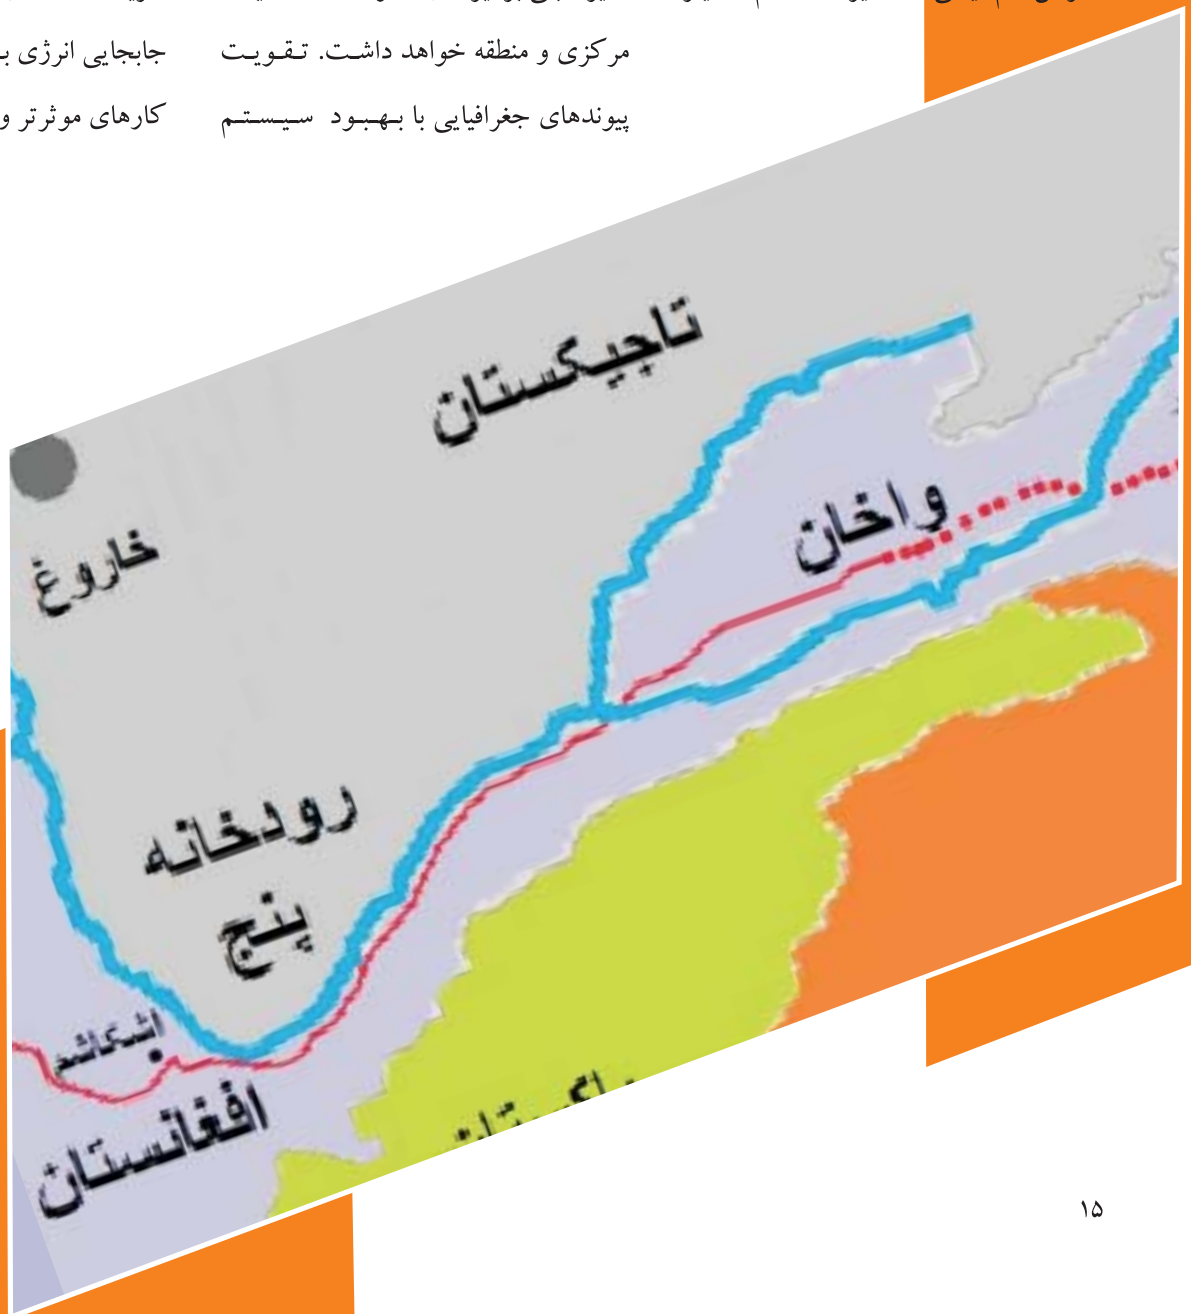 مرکزی و منطقه خواهد داشت. تقویت
پیوندهای جغرافیایی با بهبود سیستم
جابجایی انرژی
کارهای موثرتر و
تاجیکستان
واخان
خاروغ
رودخانه
پنج
اشکاشم
افغانستان
۱۵